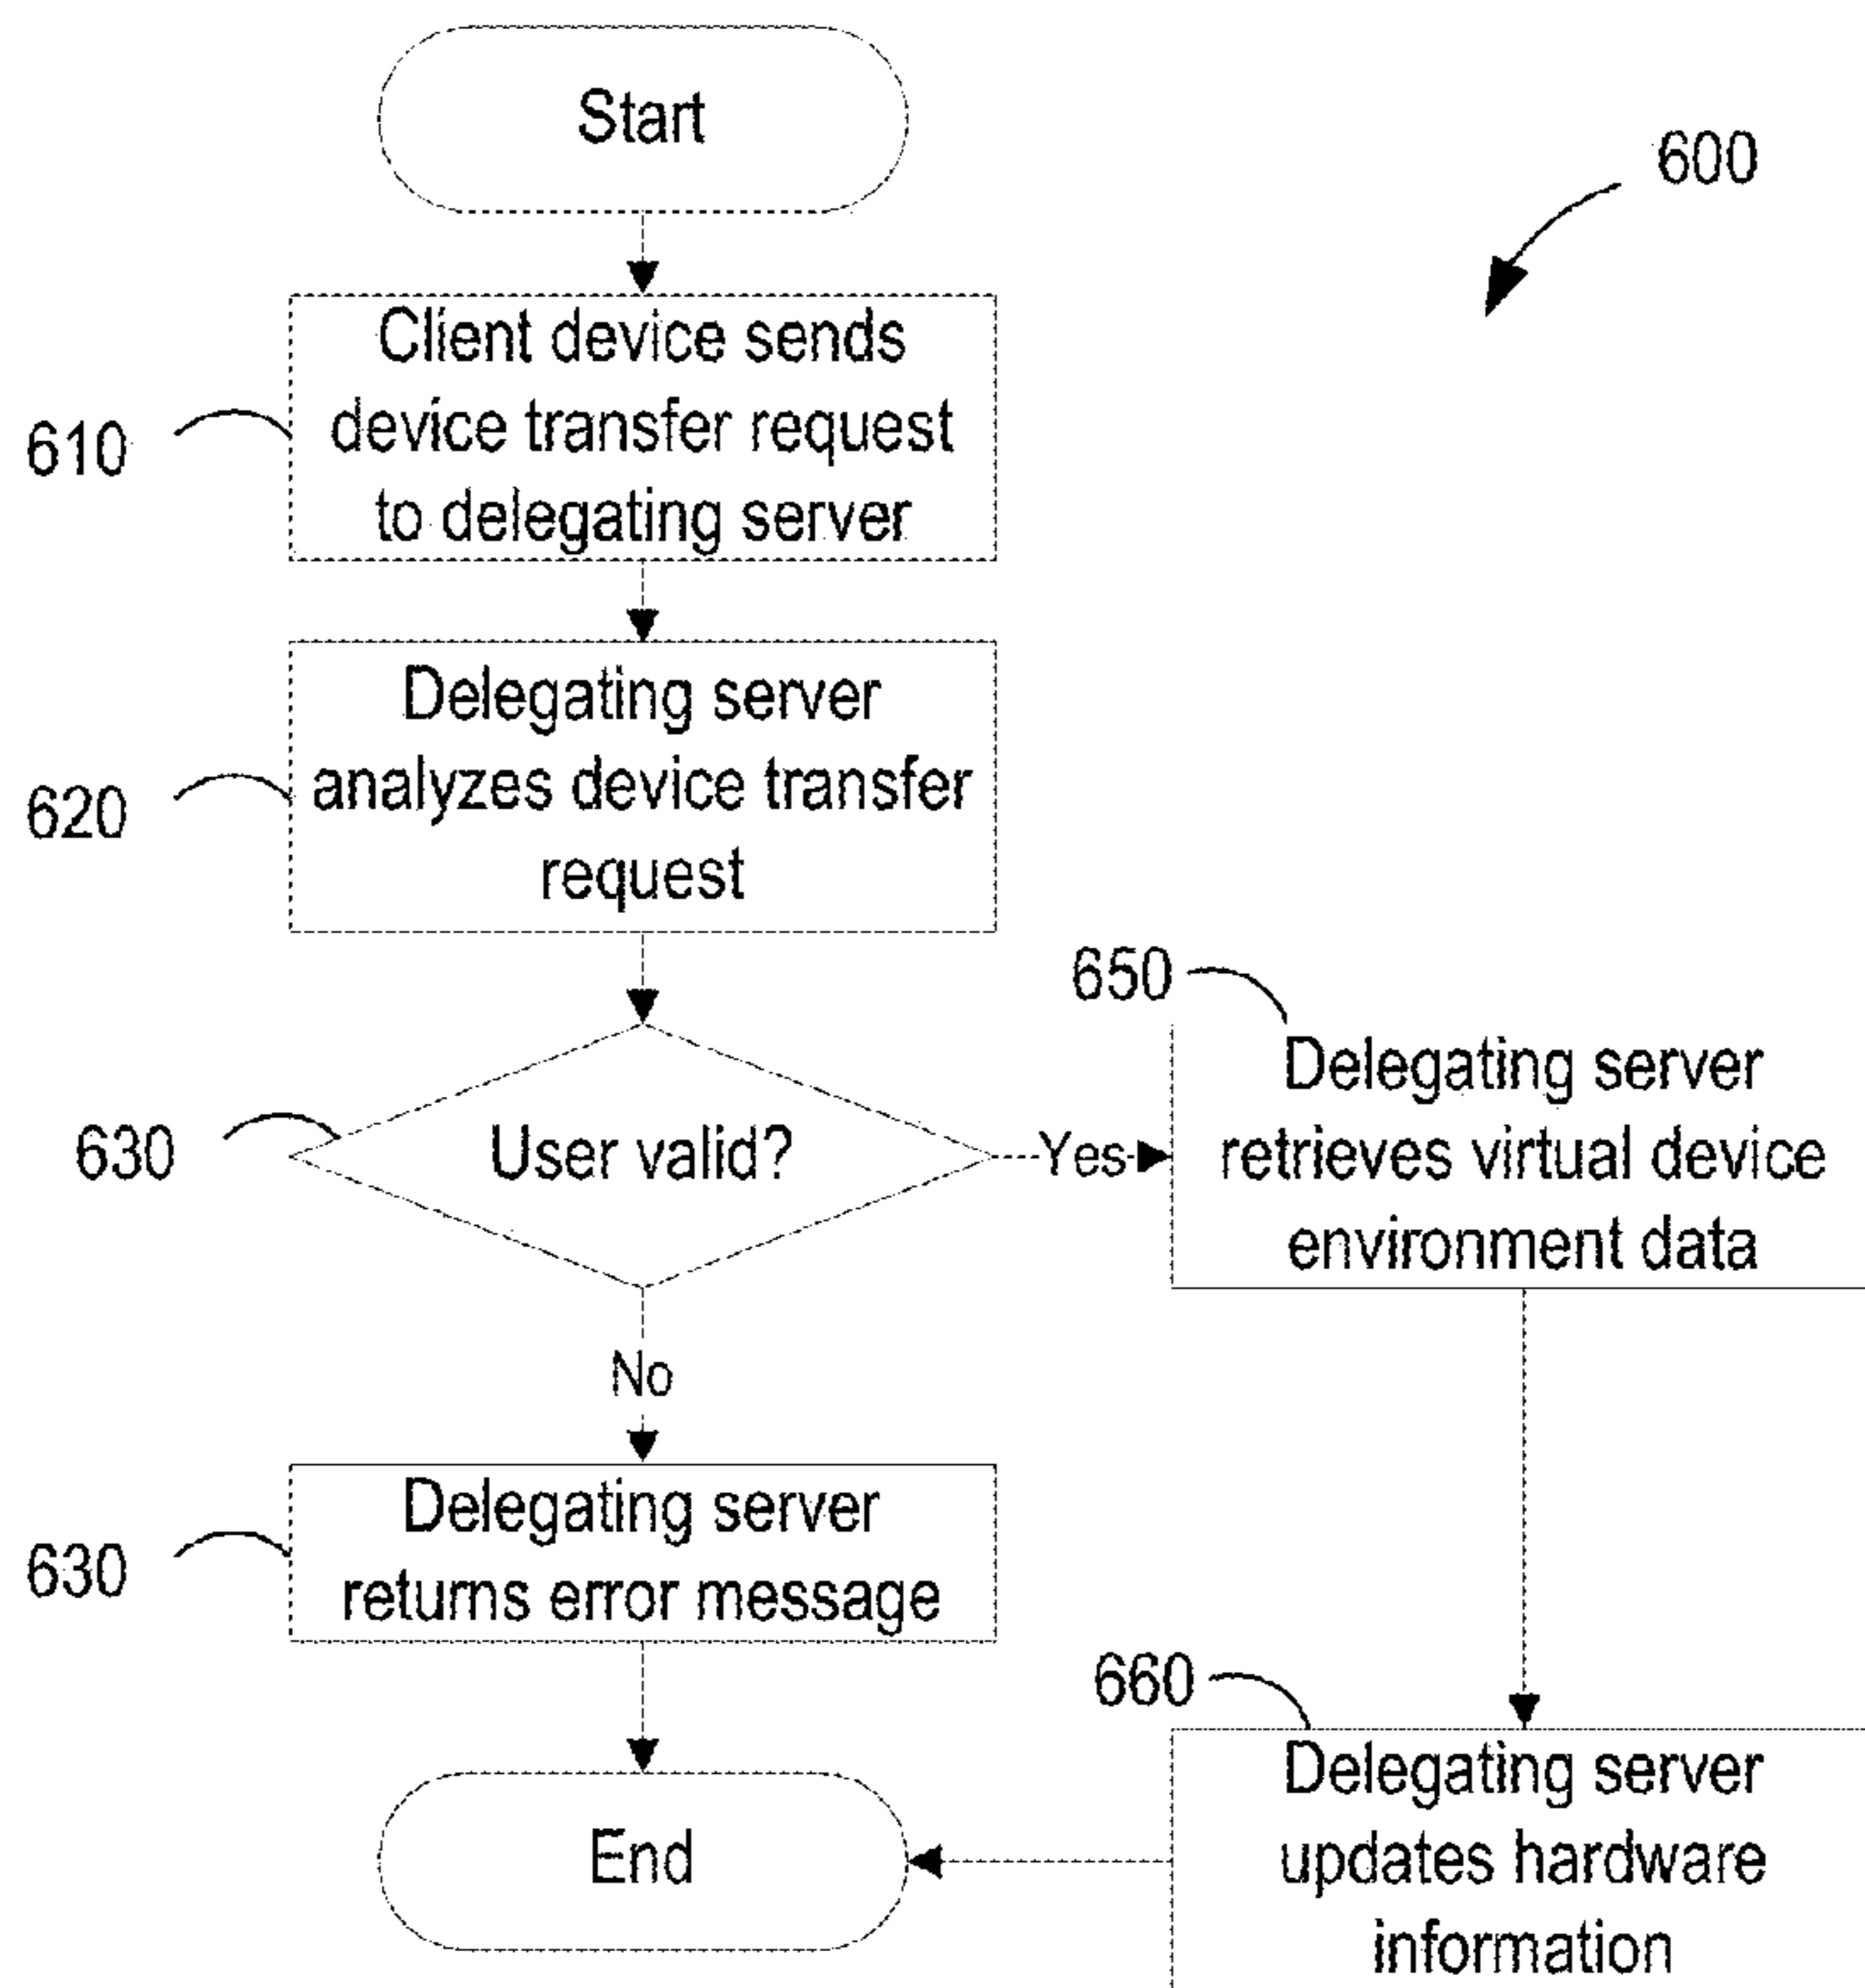 Start
600
Client device sends
device transfer request
to delegating server
610
Delegating server
analyzes device transfer
request
620
650
Delegating server
retrieves virtual device
environment data
630
User valid?
Yes
No
Delegating server
returns error message
630
660
Delegating server
updates hardware
information
End